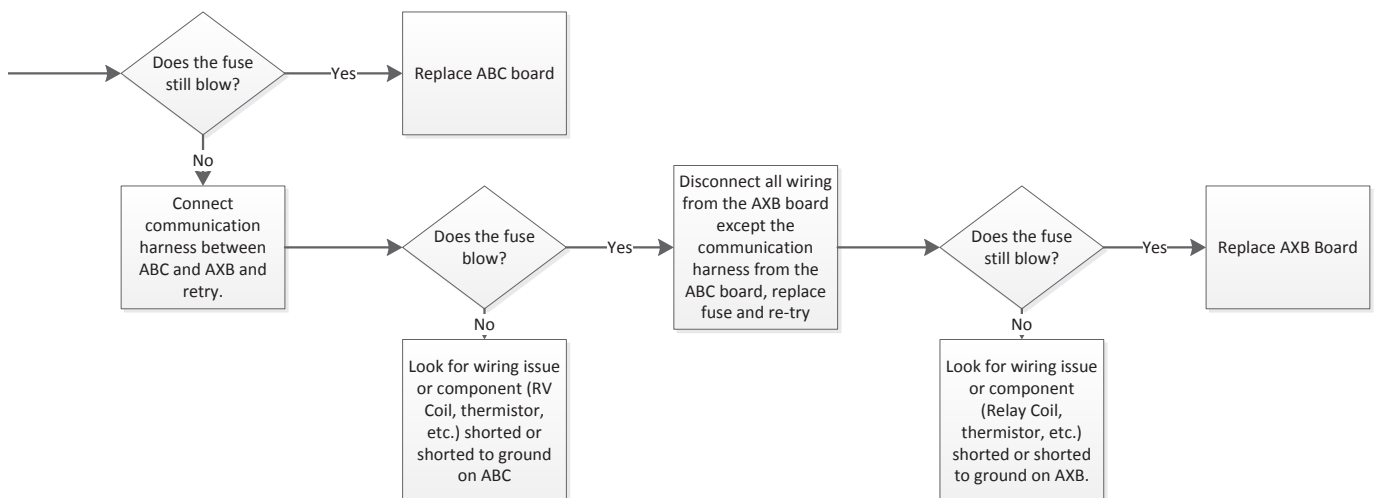 Does the fuse
still blow?
Yes
Replace ABC board
No
Connect
communication
harness between
ABC and AXB and
retry.
Does the fuse
blow?
Yes
Disconnect all wiring
from the AXB board
except the
communication
harness from the
ABC board, replace
fuse and re-try
Does the fuse
still blow?
Yes
Replace AXB Board
No
Look for wiring issue
or component (RV
Coil, thermistor,
etc.) shorted or
shorted to ground
on ABC
No
Look for wiring issue
or component
(Relay Coil,
thermistor, etc.)
shorted or shorted
to ground on AXB.